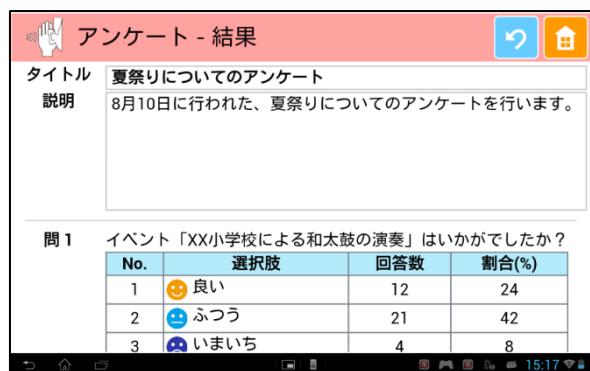 アンケート - 結果
タイトル 夏祭りについてのアンケート
説明 8月10日に行われた、夏祭りについてのアンケートを行います。
問1 イベント「XX小学校による和太鼓の演奏」はいかがでしたか？
No. 選択肢 回答数 割合(%)
1 良い 12 24
2 ふつう 21 42
3 いまいち 4 8
15:17